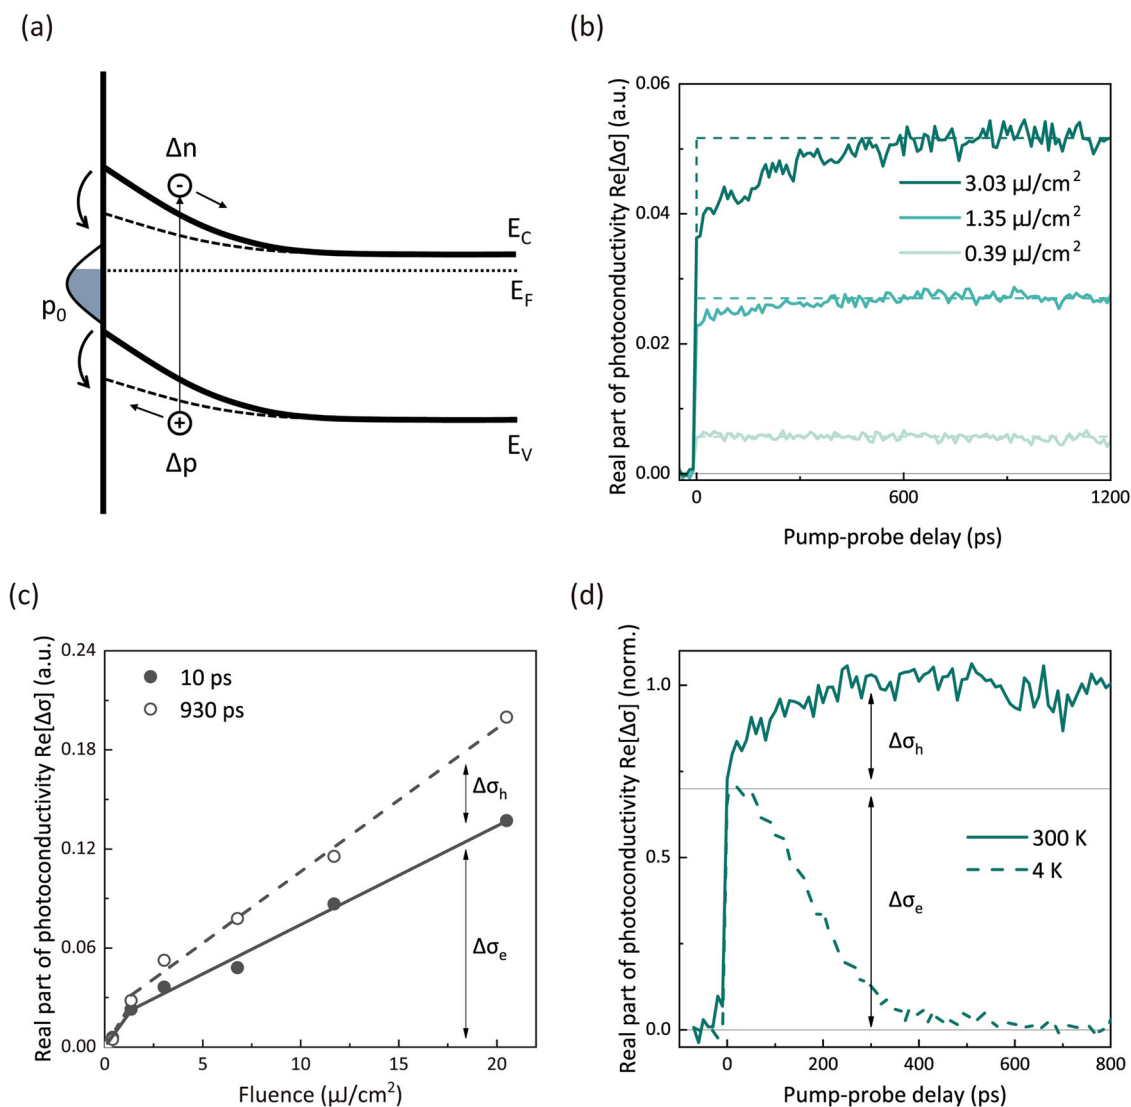 (a)
Δn
-
E_C
E_F
p_0
+
Δp
E_V
(b)
Real part of photoconductivity Re[Δσ] (a.u.)
0.06
0.04
0.02
0.00
3.03 μJ/cm²
1.35 μJ/cm²
0.39 μJ/cm²
0
600
1200
Pump-probe delay (ps)
(c)
Real part of photoconductivity Re[Δσ] (a.u.)
0.24
0.18
0.12
0.06
0.00
10 ps
930 ps
Δσ_h
Δσ_e
0
5
10
15
20
Fluence (μJ/cm²)
(d)
Real part of photoconductivity Re[Δσ] (norm.)
1.0
0.5
0.0
Δσ_h
Δσ_e
300 K
4 K
0
200
400
600
800
Pump-probe delay (ps)